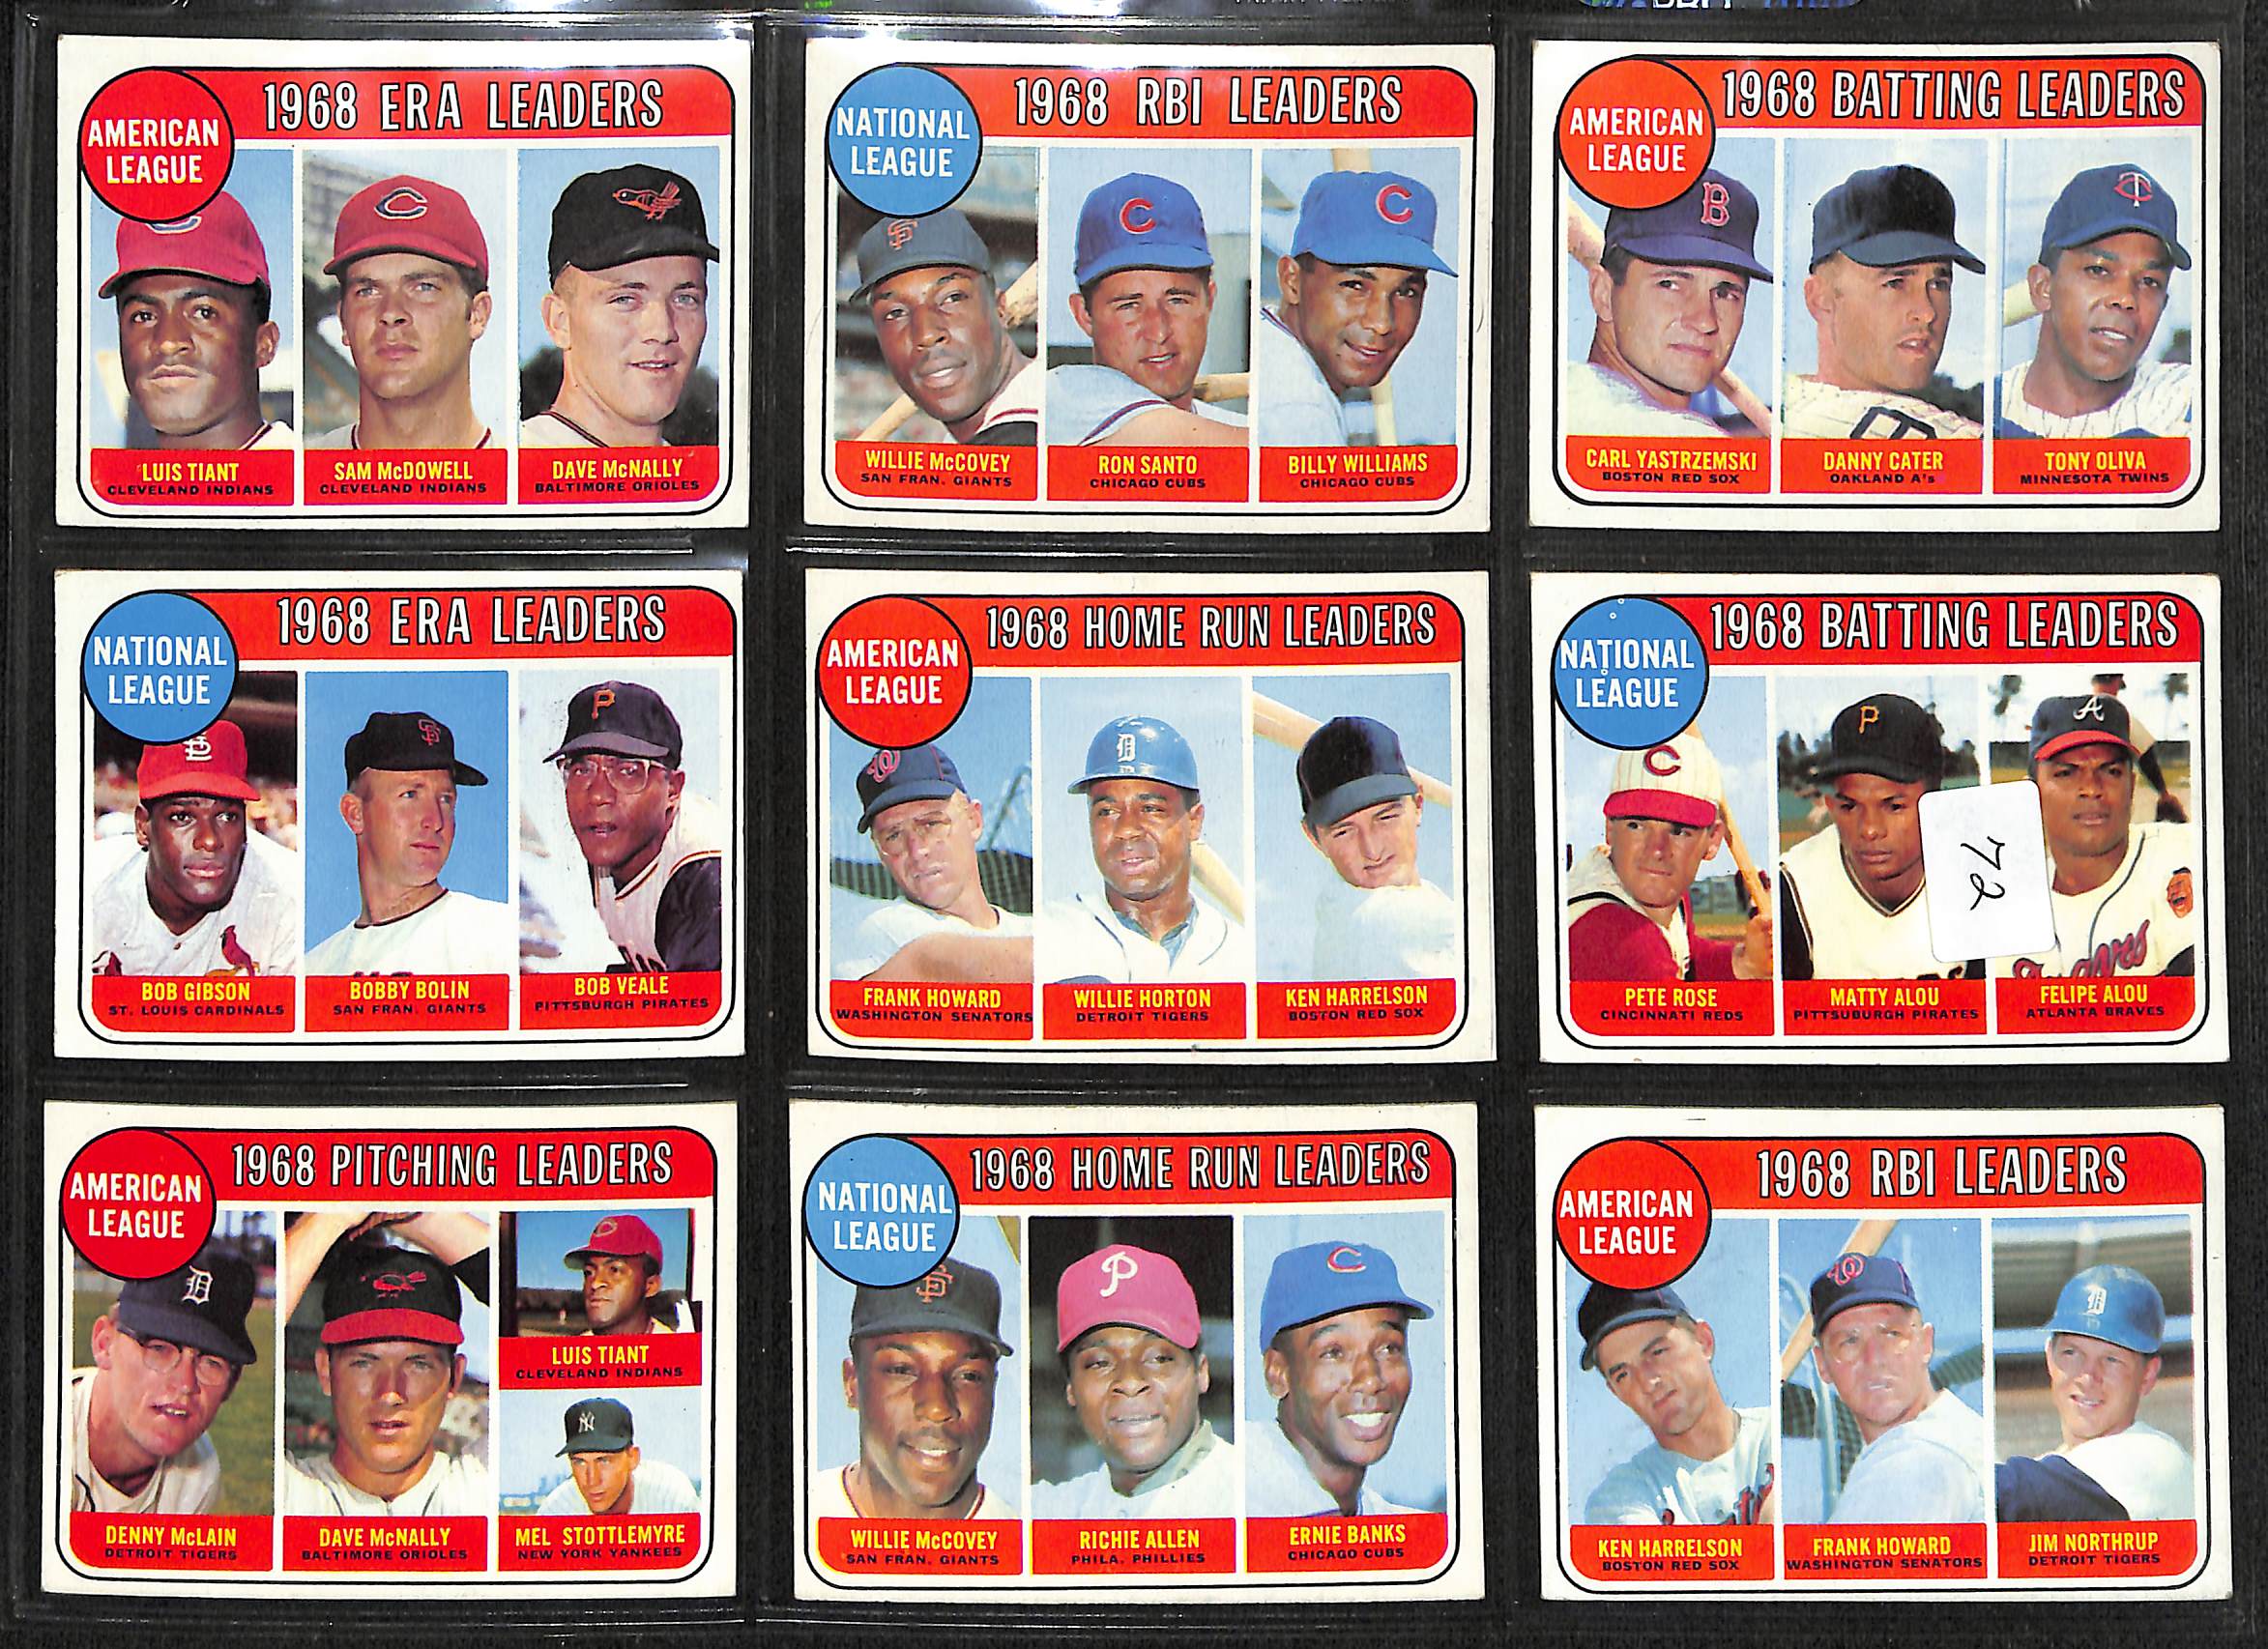 AMERICAN
LEAGUE
1968 ERA LEADERS
C
C
LUIS TIANT
CLEVELAND INDIANS
SAM McDOWELL
CLEVELAND INDIANS
DAVE McNALLY
BALTIMORE ORIOLES
NATIONAL
LEAGUE
1968 RBI LEADERS
SF
C
C
WILLIE McCOVEY
SAN FRAN. GIANTS
RON SANTO
CHICAGO CUBS
BILLY WILLIAMS
CHICAGO CUBS
AMERICAN
LEAGUE
1968 BATTING LEADERS
B
TC
CARL YASTRZEMSKI
BOSTON RED SOX
DANNY CATER
OAKLAND A's
TONY OLIVA
MINNESOTA TWINS
NATIONAL
LEAGUE
1968 ERA LEADERS
STL
SF
P
BOB GIBSON
ST. LOUIS CARDINALS
BOBBY BOLIN
SAN FRAN. GIANTS
BOB VEALE
PITTSBURGH PIRATES
AMERICAN
LEAGUE
1968 HOME RUN LEADERS
W
D
FRANK HOWARD
WASHINGTON SENATORS
WILLIE HORTON
DETROIT TIGERS
KEN HARRELSON
BOSTON RED SOX
NATIONAL
LEAGUE
1968 BATTING LEADERS
C
P
A
72
Braves
PETE ROSE
CINCINNATI REDS
MATTY ALOU
PITTSUBURGH PIRATES
FELIPE ALOU
ATLANTA BRAVES
AMERICAN
LEAGUE
1968 PITCHING LEADERS
D
C
LUIS TIANT
CLEVELAND INDIANS
NY
DENNY McLAIN
DETROIT TIGERS
DAVE McNALLY
BALTIMORE ORIOLES
MEL STOTTLEMYRE
NEW YORK YANKEES
NATIONAL
LEAGUE
1968 HOME RUN LEADERS
SF
P
C
WILLIE McCOVEY
SAN FRAN. GIANTS
RICHIE ALLEN
PHILA. PHILLIES
ERNIE BANKS
CHICAGO CUBS
AMERICAN
LEAGUE
1968 RBI LEADERS
W
D
KEN HARRELSON
BOSTON RED SOX
FRANK HOWARD
WASHINGTON SENATORS
JIM NORTHRUP
DETROIT TIGERS